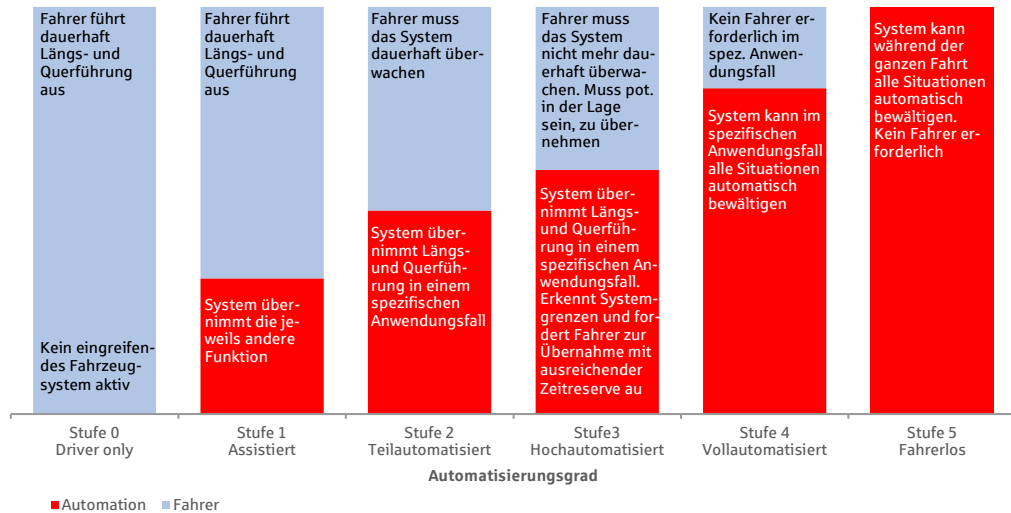 Fahrer führt
dauerhaft
Längs- und
Querführung
aus
Kein eingreifen-
des Fahrzeug-
system aktiv
Fahrer führt
dauerhaft
Längs- und
Querführung
aus
System über-
nimmt die je-
weils andere
Funktion
Fahrer muss
das System
dauerhaft über-
wachen
System über-
nimmt Längs-
und Querfüh-
rung in einem
spezifischen
Anwendungsfall
Fahrer muss
das System
nicht mehr dau-
erhaft überwa-
chen. Muss pot.
in der Lage
sein, zu über-
nehmen
System über-
nimmt Längs-
und Querfüh-
rung in einem
spezifischen An-
wendungsfall.
Erkennt System-
grenzen und for-
dert Fahrer zur
Übernahme mit
ausreichender
Zeitreserve au
Kein Fahrer er-
forderlich im
spez. Anwen-
dungsfall
System kann im
spezifischen
Anwendungsfall
alle Situationen
automatisch
bewältigen
System kann
während der
ganzen Fahrt
alle Situationen
automatisch
bewältigen.
Kein Fahrer er-
forderlich
Stufe 0
Driver only
Stufe 1
Assistiert
Stufe 2
Teilautomatisiert
Stufe3
Hochautomatisiert
Stufe 4
Vollautomatisiert
Stufe 5
Fahrerlos
Automatisierungsgrad
Automation
Fahrer